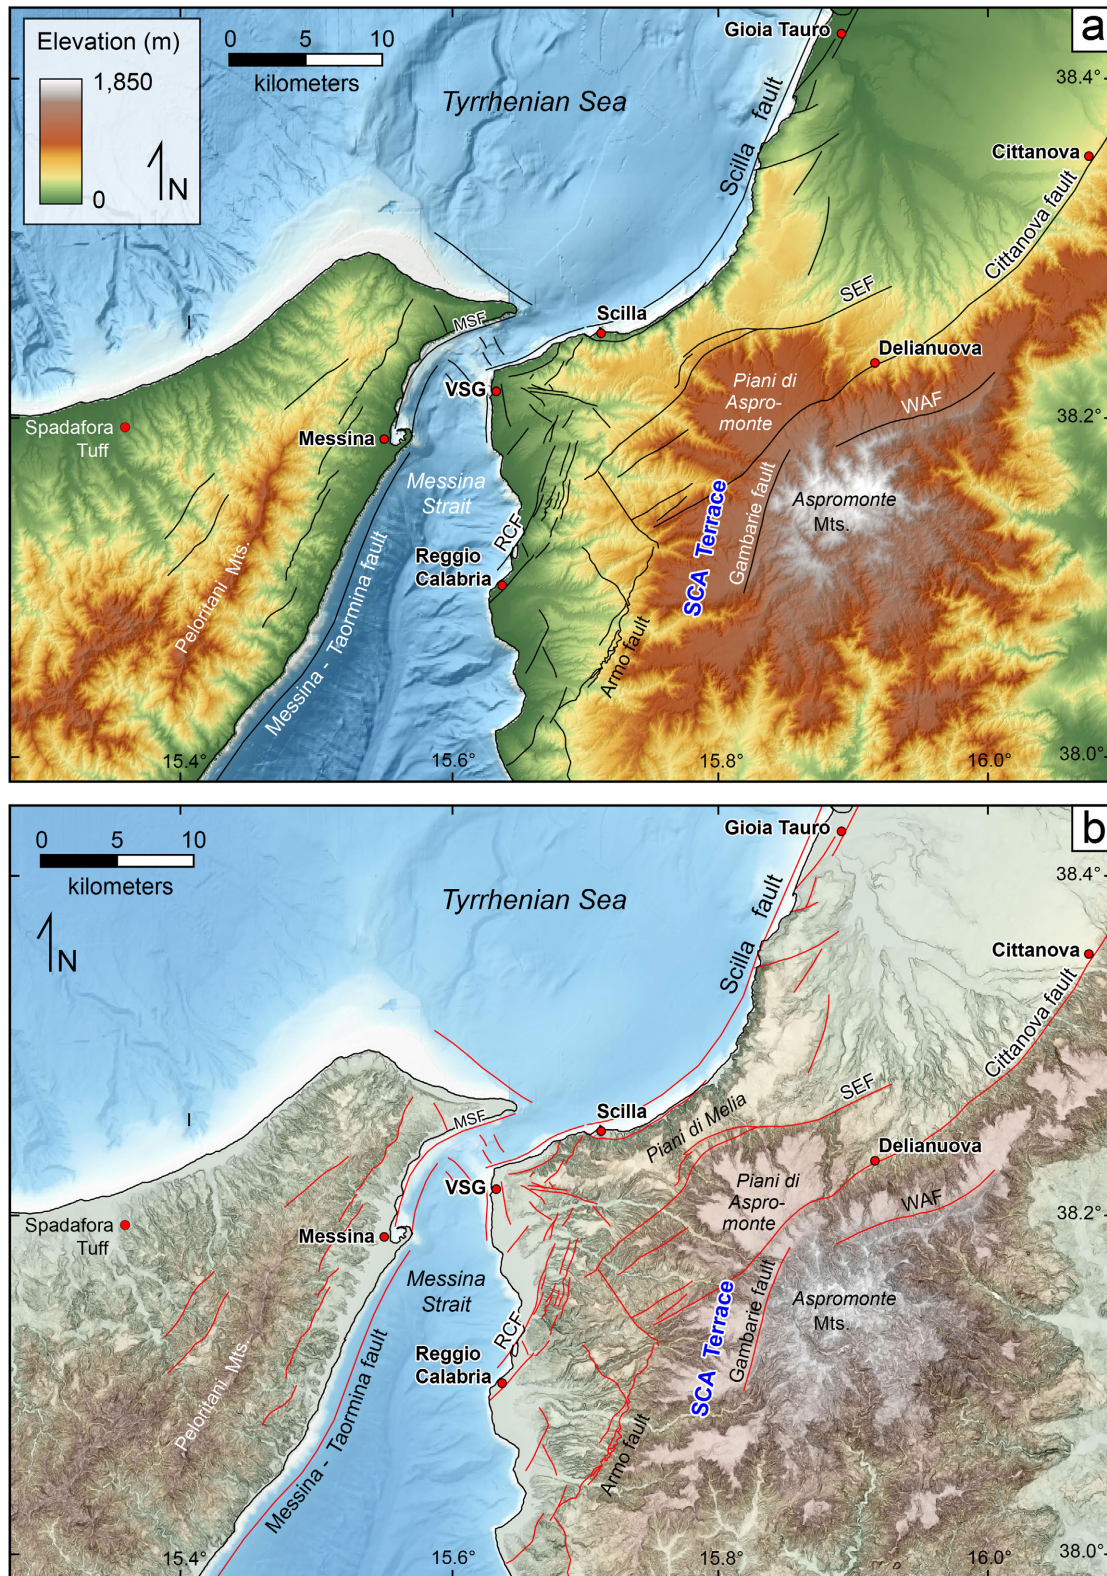 a
Elevation (m)
1,850
0
N
0 5 10
kilometers
Gioia Tauro
38.4°
Tyrrhenian Sea
Scilla fault
Cittanova
Cittanova fault
SEF
MSF
Scilla
Delianuova
VSG
Piani di
Aspro-
monte
WAF
38.2°
Spadafora
Tuff
Messina
Messina
Strait
Aspromonte
Mts.
SCA Terrace
Gambarie fault
RCF
Reggio
Calabria
Peloritani Mts.
Messina - Taormina fault
Armo fault
15.4°
15.6°
15.8°
16.0°
38.0°
b
0 5 10
kilometers
N
Gioia Tauro
38.4°
Tyrrhenian Sea
Scilla fault
Cittanova
Cittanova fault
SEF
MSF
Scilla
Piani di Melia
Delianuova
VSG
Piani di
Aspro-
monte
WAF
38.2°
Spadafora
Tuff
Messina
Messina
Strait
Aspromonte
Mts.
SCA Terrace
Gambarie fault
RCF
Reggio
Calabria
Peloritani Mts.
Messina - Taormina fault
Armo fault
15.4°
15.6°
15.8°
16.0°
38.0°